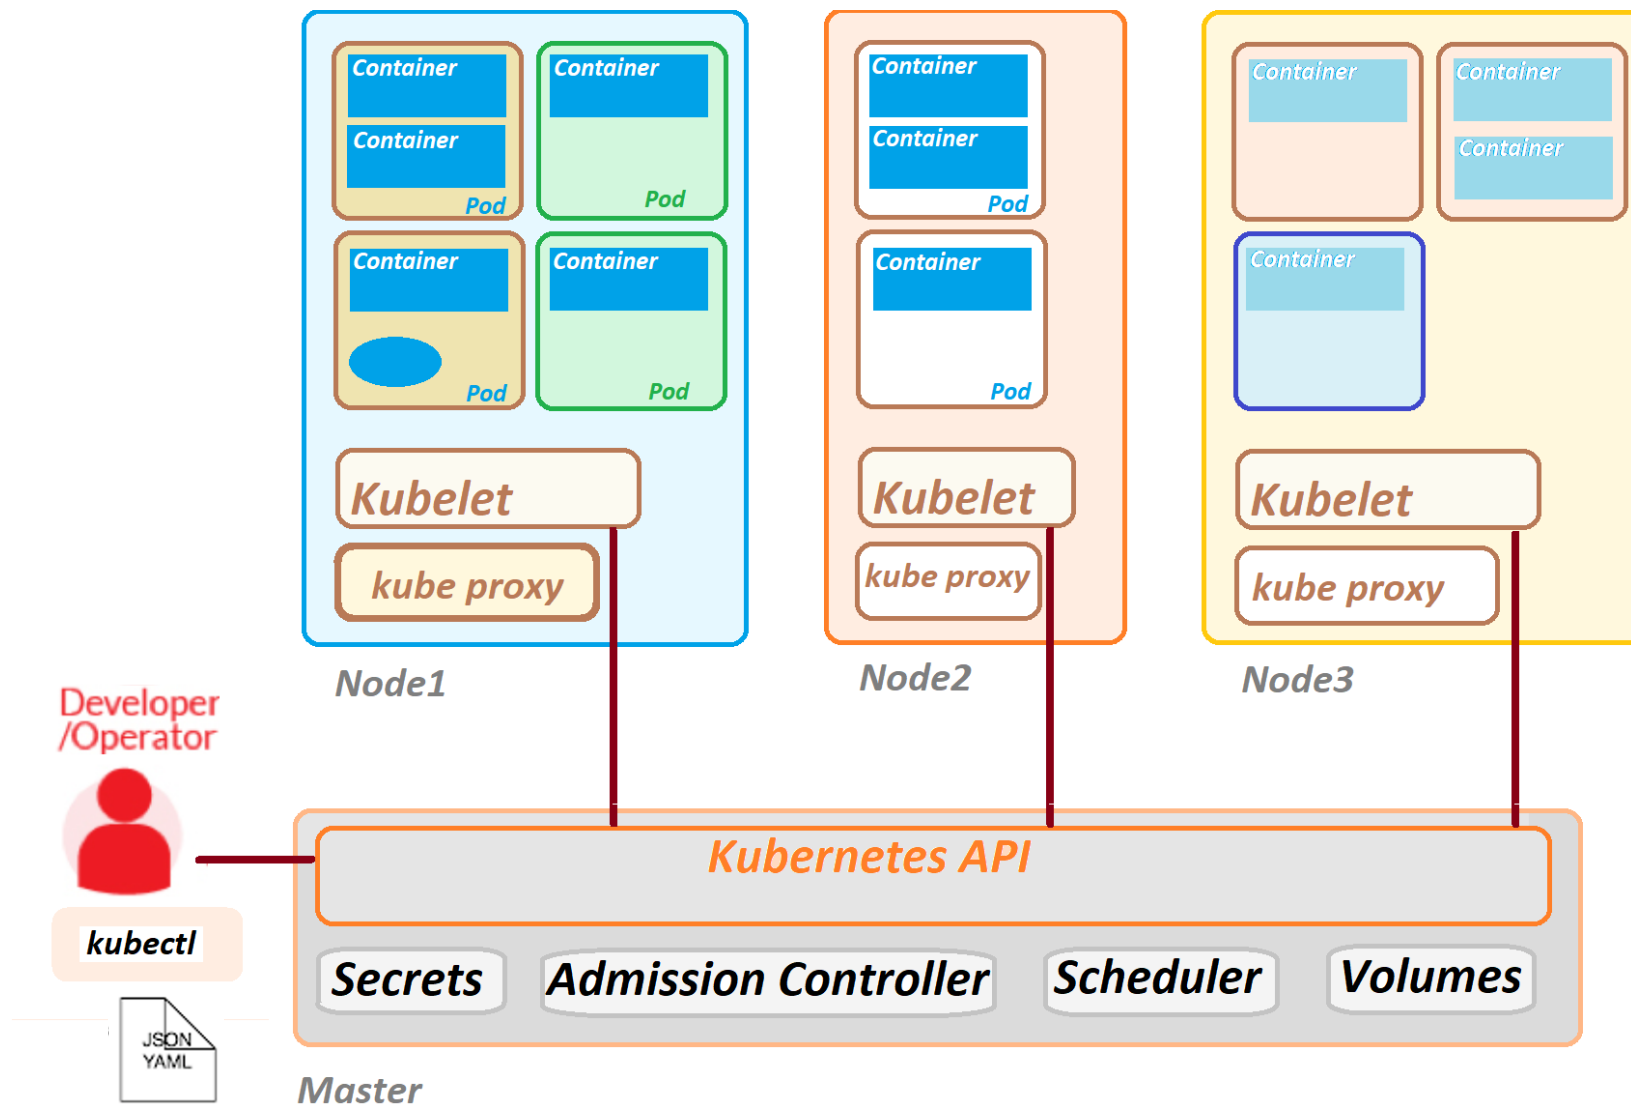 Container
Container
Pod
Container
Pod
Container
Pod
Container
Pod
Kubelet
kube proxy
Node1
Container
Container
Pod
Container
Pod
Kubelet
kube proxy
Node2
Container
Container
Container
Container
Kubelet
kube proxy
Node3
Developer
/Operator
kubectl
JSON
YAML
Kubernetes API
Secrets
Admission Controller
Scheduler
Volumes
Master